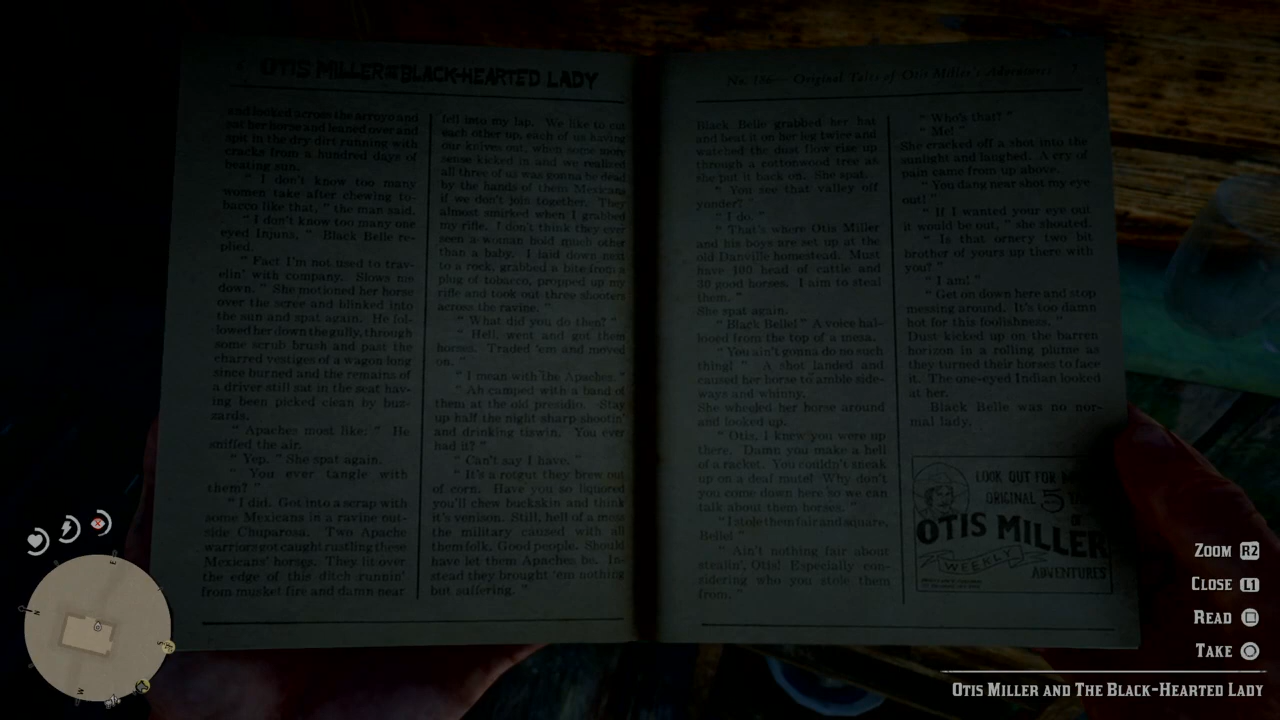 OTIS MILLER AND THE BLACK-HEARTED LADY
and looked across the arroyo and
sat her horse and leaned over and
spit in the dry dirt running with
cracks from a hundred days of
beating sun.
" I don't know too many
women take after chewing to-
bacco like that, " the man said.
" I don't know too many one
eyed Injuns, " Black Belle re-
plied.
" Fact I'm not used to trav-
elin' with company. Slows me
down. " She motioned her horse
over the scree and blinked into
the sun and spat again. He fol-
lowed her down the gully, through
some scrub brush and past the
charred vestiges of a wagon long
since burned and the remains of
a driver still sat in the seat, hav-
ing been picked clean by buz-
zards.
" Apaches most like. " He
sniffed the air.
" Yep. " She spat again.
" You ever tangle with
them? "
" I did. Got into a scrap with
some Mexicans in a ravine out-
side Chuparosa. Two Apache
warriors got caught rustling these
Mexicans' horses. They lit over
the edge of this ditch runnin'
from musket fire and damn near
fell into my lap. We like to cut
each other up, each of us having
our knives out, when some more
sense kicked in and we realized
all three of us was gonna be dead
by the hands of them Mexicans
if we don't join together. They
almost smirked when I grabbed
my rifle. I don't think they ever
seen a woman hold much other
than a baby. I laid down next
to a rock, grabbed a bite from a
plug of tobacco, propped up my
rifle and took out three shooters
across the ravine. "
" What did you do then? "
" Hell, went and got them
horses. Traded 'em and moved
on. "
" I mean with the Apaches. "
" Ah camped with a band of
them at the old presidio. Stay
up half the night sharp-shootin'
and drinking tiswin. You ever
had it? "
" Can't say I have. "
" It's a rotgut they brew out
of corn. Have you so liquored
you'll chew buckskin and think
it's venison. Still, hell of a mess
the military caused with all
them folk. Good people. Should
have let them Apaches be. In-
stead they brought 'em nothing
but suffering. "
No. 136— Original Tales of Otis Miller's Adventures
Black Belle grabbed her hat
and beat it on her leg twice and
watched the dust flow rise up
through a cottonwood tree as
she put it back on. She spat.
" You see that valley off
yonder? "
" I do. "
" That's where Otis Miller
and his boys are set up at the
old Danville homestead. Must
have 100 head of cattle and
30 good horses. I aim to steal
them. "
She spat again.
" Black Belle! " A voice hal-
looed from the top of a mesa.
" You ain't gonna do no such
thing! " A shot landed and
caused her horse to amble side-
ways and whinny.
She wheeled her horse around
and looked up.
" Otis, I knew you were up
there. Damn you make a hell
of a racket. You couldn't sneak
up on a deaf mute! Why don't
you come down here so we can
talk about them horses. "
" I stole them fair and square,
Belle! "
" Ain't nothing fair about
stealin', Otis! Especially con-
sidering who you stole them
from. "
" Who's that? "
" Me! "
She cracked off a shot into the
sunlight and laughed. A cry of
pain came from up above.
" You dang near shot my eye
out! "
" If I wanted your eye out
it would be out, " she shouted.
" Is that ornery two bit
brother of yours up there with
you? "
" I am! "
" Get on down here and stop
messing around. It's too damn
hot for this foolishness. "
Dust kicked up on the barren
horizon in a rolling plume as
they turned their horses to face
it. The one-eyed Indian looked
at her.
Black Belle was no nor-
mal lady.
LOOK OUT FOR
ORIGINAL 5
OTIS MILLER
WEEKLY
ADVENTURES
ZOOM R2
CLOSE L1
READ
TAKE
OTIS MILLER AND THE BLACK-HEARTED LADY